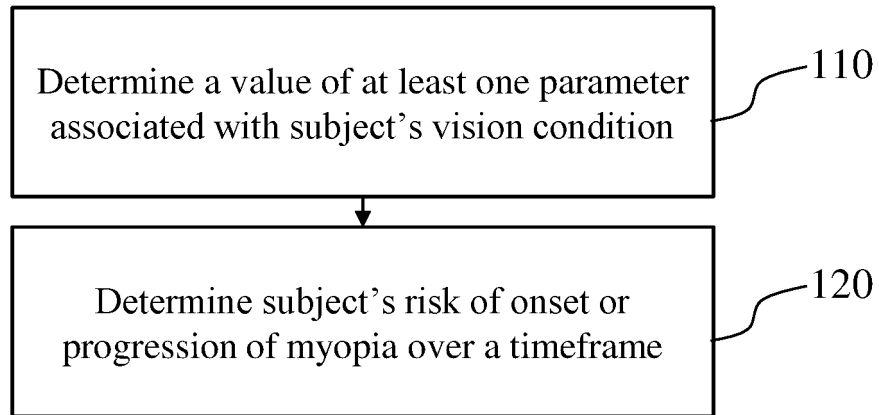 Determine a value of at least one parameter
associated with subject's vision condition
110
Determine subject's risk of onset or
progression of myopia over a timeframe
120